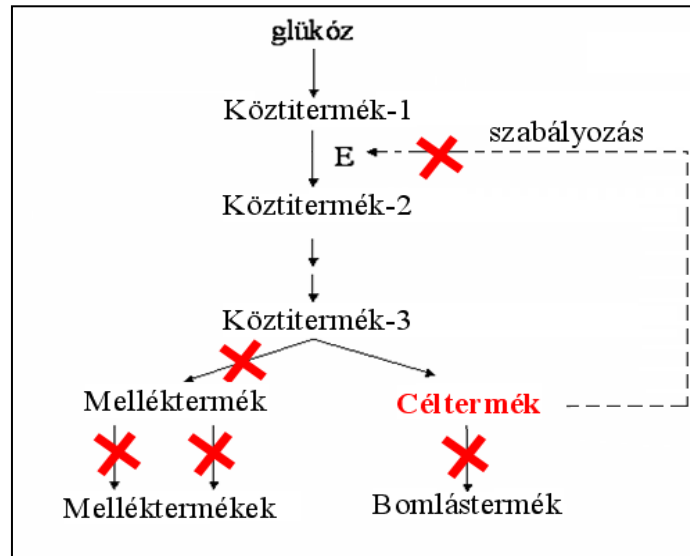 glükóz
Köztitermék-1
szabályozás
E
Köztitermék-2
Köztitermék-3
Melléktermék
Céltermék
Melléktermékek
Bomlástermék